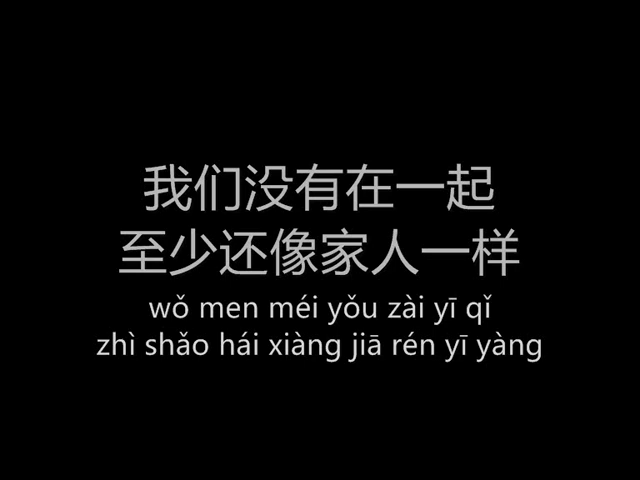 我们没有在一起
至少还像家人一样
wǒ men méi yǒu zài yī qǐ
zhì shǎo hái xiàng jiā rén yī yàng